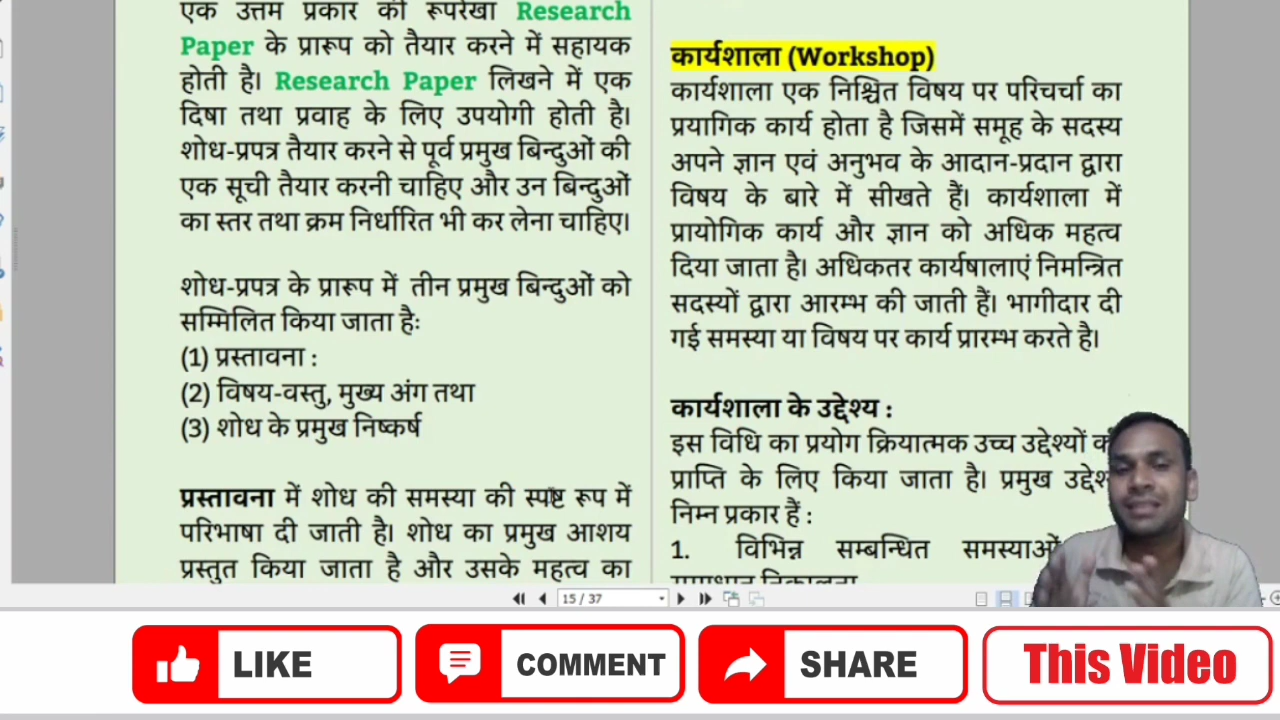 एक उत्तम प्रकार की रूपरेखा Research
Paper के प्रारूप को तैयार करने में सहायक
होती है। Research Paper लिखने में एक
दिषा तथा प्रवाह के लिए उपयोगी होती है।
शोध-प्रपत्र तैयार करने से पूर्व प्रमुख बिन्दुओं की
एक सूची तैयार करनी चाहिए और उन बिन्दुओं
का स्तर तथा क्रम निर्धारित भी कर लेना चाहिए।
शोध-प्रपत्र के प्रारूप में तीन प्रमुख बिन्दुओं को
सम्मिलित किया जाता हैः
(1) प्रस्तावना :
(2) विषय-वस्तु, मुख्य अंग तथा
(3) शोध के प्रमुख निष्कर्ष
प्रस्तावना में शोध की समस्या की स्पष्ट रूप में
परिभाषा दी जाती है। शोध का प्रमुख आशय
प्रस्तुत किया जाता है और उसके महत्व का
कार्यशाला (Workshop)
कार्यशाला एक निश्चित विषय पर परिचर्चा का
प्रयागिक कार्य होता है जिसमें समूह के सदस्य
अपने ज्ञान एवं अनुभव के आदान-प्रदान द्वारा
विषय के बारे में सीखते हैं। कार्यशाला में
प्रायोगिक कार्य और ज्ञान को अधिक महत्व
दिया जाता है। अधिकतर कार्यषालाएं निमन्त्रित
सदस्यों द्वारा आरम्भ की जाती हैं। भागीदार दी
गई समस्या या विषय पर कार्य प्रारम्भ करते है।
कार्यशाला के उद्देश्य :
इस विधि का प्रयोग क्रियात्मक उच्च उद्देश्यों
प्राप्ति के लिए किया जाता है। प्रमुख
निम्न प्रकार हैं :
1. विभिन्न सम्बन्धित
15 / 37
LIKE
COMMENT
SHARE
This Video